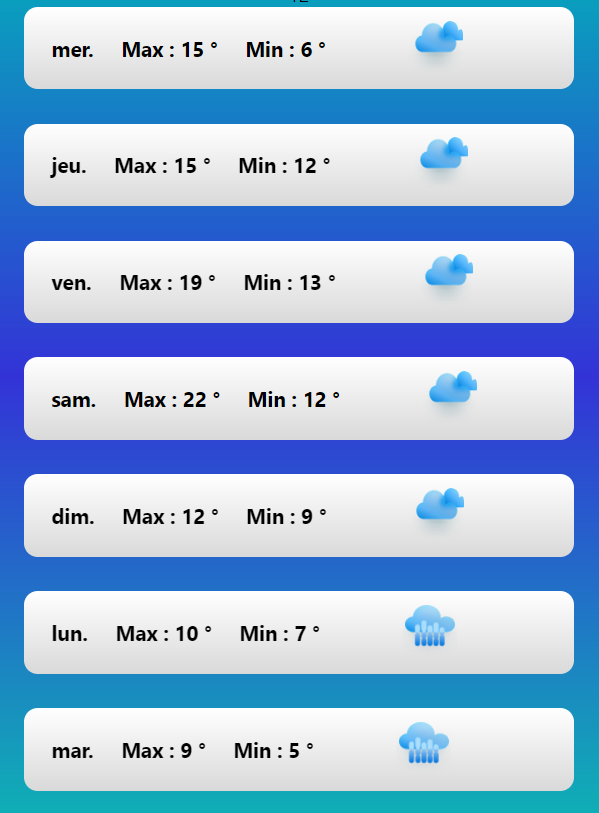 mer. Max : 15 ° Min : 6 °
jeu. Max : 15 ° Min : 12 °
ven. Max : 19 ° Min : 13 °
sam. Max : 22 ° Min : 12 °
dim. Max : 12 ° Min : 9 °
lun. Max : 10 ° Min : 7 °
mar. Max : 9 ° Min : 5 °